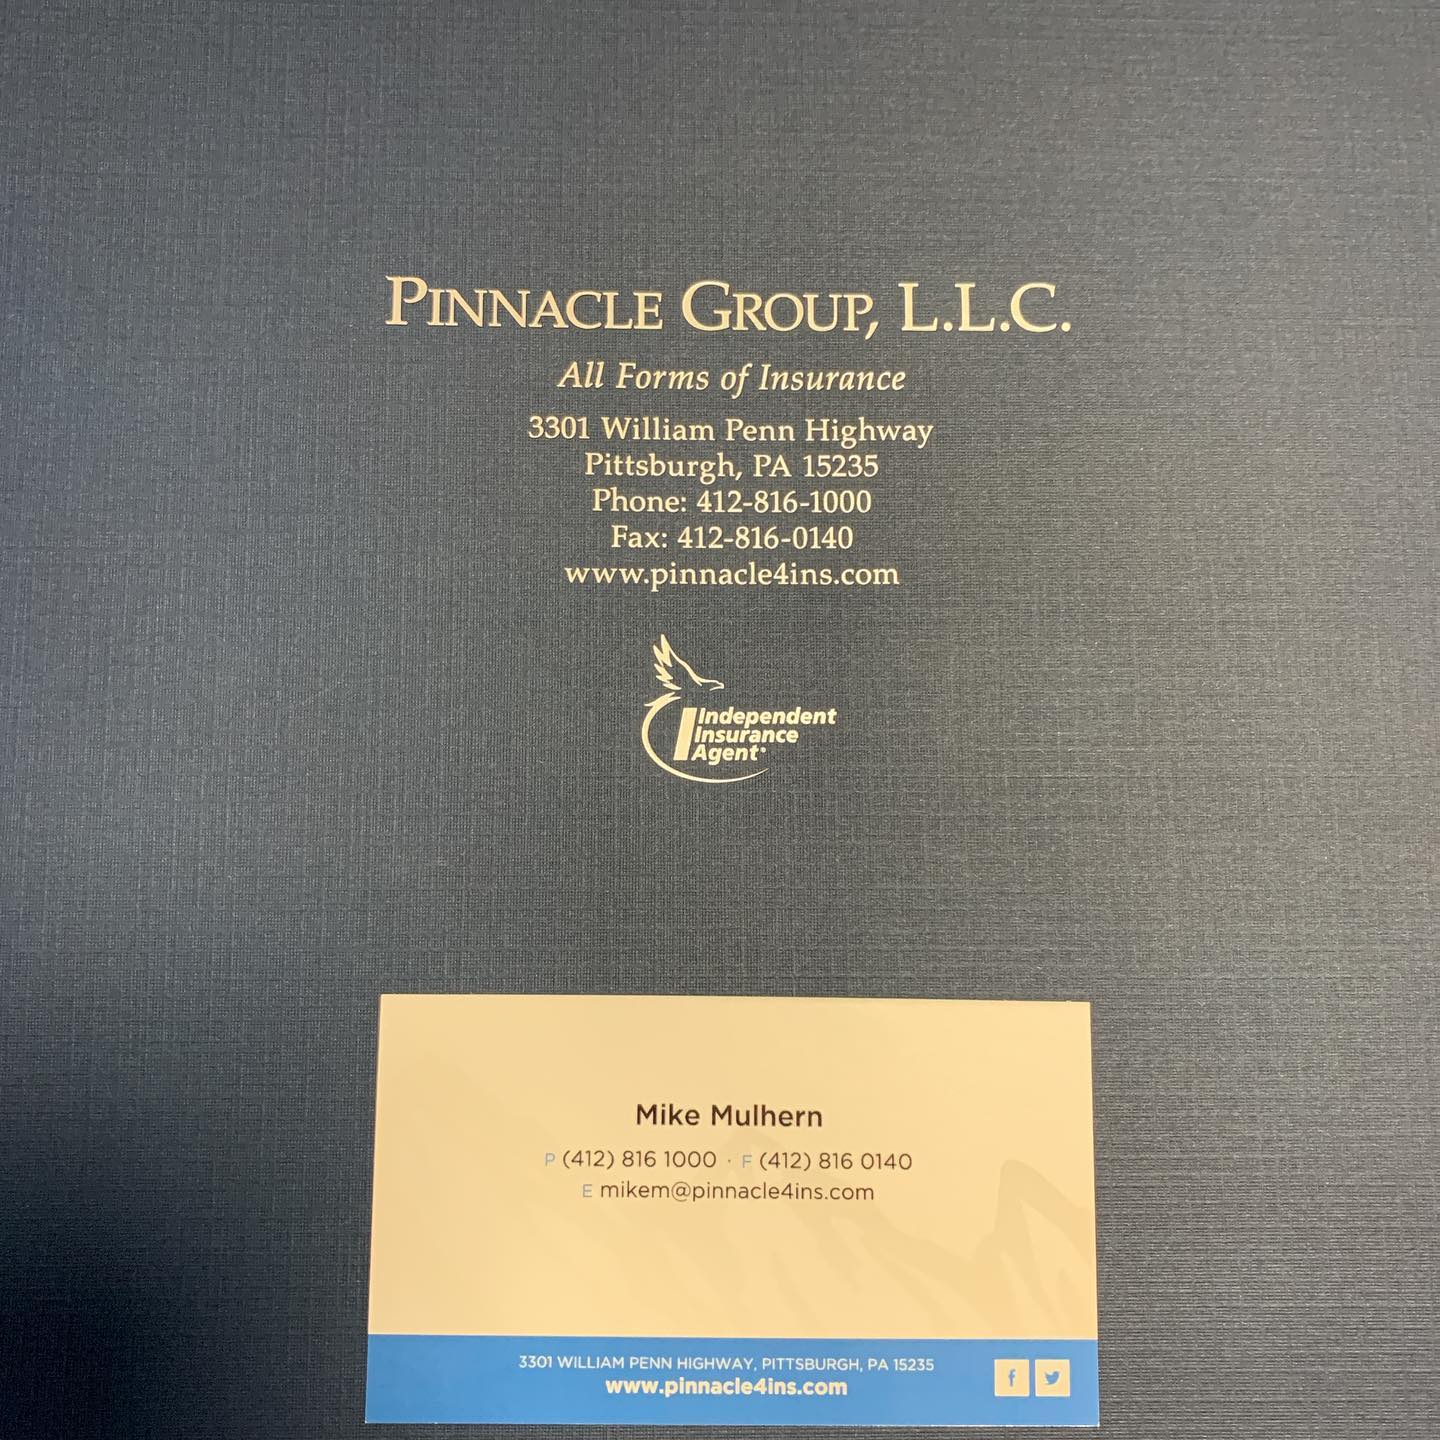 PINNACLE GROUP, L.L.C.
All Forms of Insurance
3301 William Penn Highway
Pittsburgh, PA 15235
Phone: 412-816-1000
Fax: 412-816-0140
www.pinnacle4ins.com
Independent
Insurance
Agent®
Mike Mulhern
P (412) 816 1000 · F (412) 816 0140
E mikem@pinnacle4ins.com
3301 WILLIAM PENN HIGHWAY, PITTSBURGH, PA 15235
www.pinnacle4ins.com